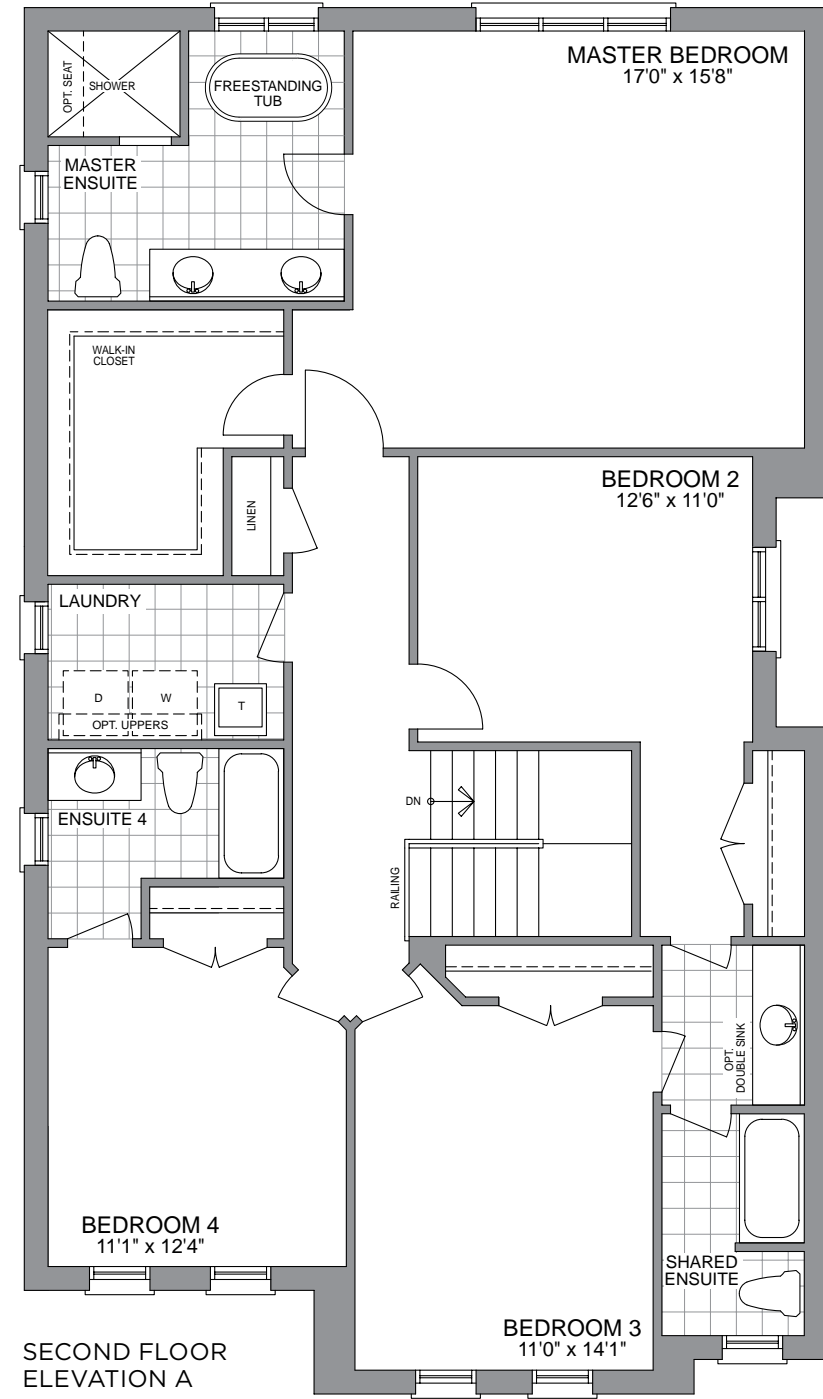 MASTER BEDROOM
17'0" x 15'8"
OPT. SEAT
SHOWER
FREESTANDING
TUB
MASTER
ENSUITE
WALK-IN
CLOSET
BEDROOM 2
12'6" x 11'0"
LINEN
LAUNDRY
D
W
T
OPT. UPPERS
DN
ENSUITE 4
RAILING
OPT.
DOUBLE SINK
BEDROOM 4
11'1" x 12'4"
SHARED
ENSUITE
BEDROOM 3
11'0" x 14'1"
SECOND FLOOR
ELEVATION A